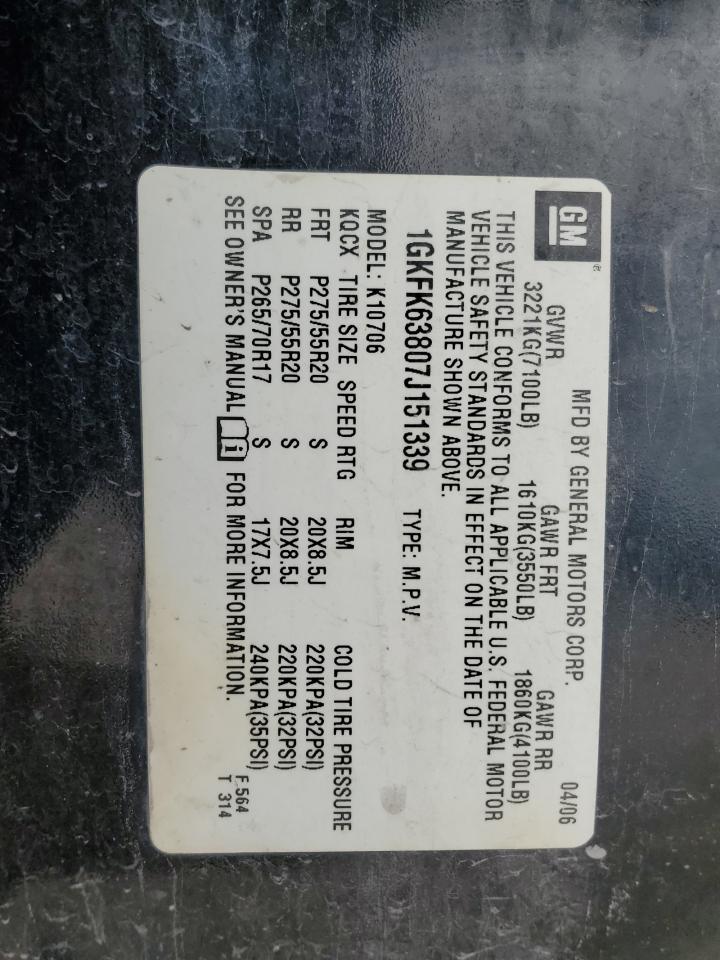 GM®
MFD BY GENERAL MOTORS CORP. 04/06
GVWR GAWR FRT GAWR RR
3221KG(7100LB) 1610KG(3550LB) 1860KG(4100LB)
THIS VEHICLE CONFORMS TO ALL APPLICABLE U.S. FEDERAL MOTOR
VEHICLE SAFETY STANDARDS IN EFFECT ON THE DATE OF
MANUFACTURE SHOWN ABOVE.
1GKFK63807J151339 TYPE: M.P.V.
MODEL: K10706
KQCX TIRE SIZE SPEED RTG RIM COLD TIRE PRESSURE
FRT P275/55R20 S 20X8.5J 220KPA(32PSI)
RR P275/55R20 S 20X8.5J 220KPA(32PSI)
SPA P265/70R17 S 17X7.5J 240KPA(35PSI)
SEE OWNER'S MANUAL i FOR MORE INFORMATION.
F 564
T 314